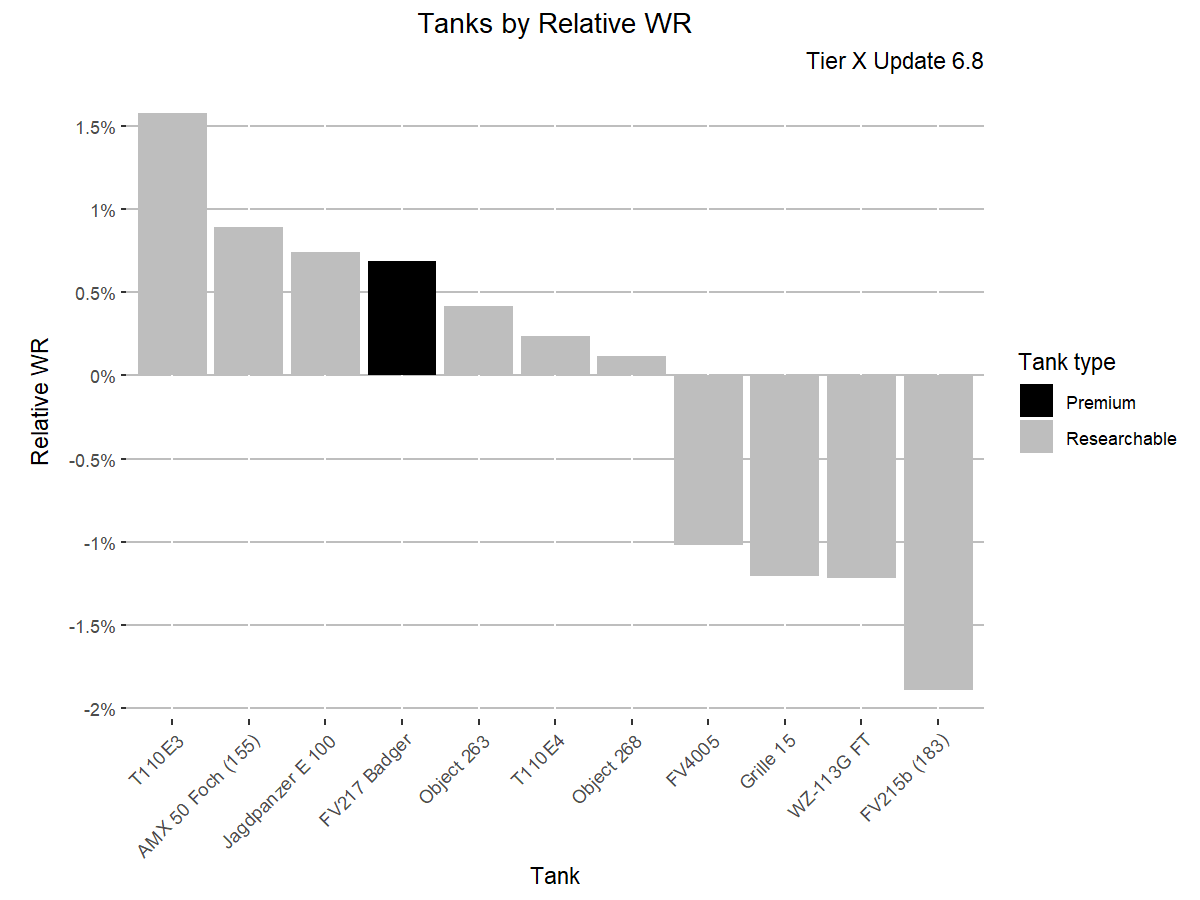 Tanks by Relative WR
Tier X Update 6.8
Relative WR
1.5%
1%
0.5%
0%
-0.5%
-1%
-1.5%
-2%
T110E3
AMX 50 Foch (155)
Jagdpanzer E 100
FV217 Badger
Object 263
T110E4
Object 268
FV4005
Grille 15
WZ-113G FT
FV215b (183)
Tank
Tank type
Premium
Researchable